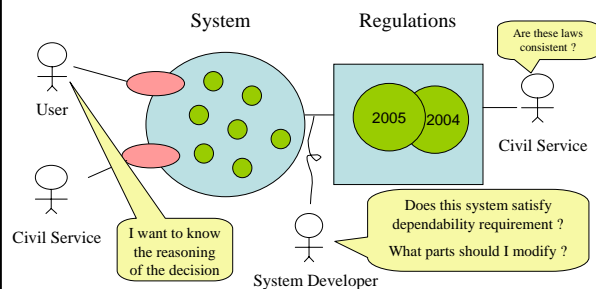 System
Regulations
Are these laws
consistent ?
User
2005
2004
Civil Service
Civil Service
I want to know
the reasoning
of the decision
System Developer
Does this system satisfy
dependability requirement ?
What parts should I modify ?